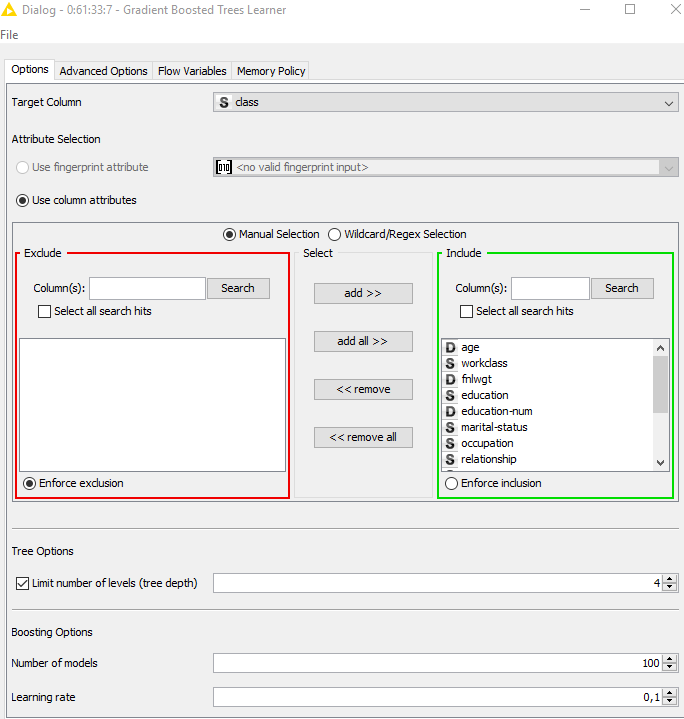 Dialog - 0:61:33:7 - Gradient Boosted Trees Learner
File
Options Advanced Options Flow Variables Memory Policy
Target Column S class
Attribute Selection
Use fingerprint attribute [010] <no valid fingerprint input>
Use column attributes
Manual Selection Wildcard/Regex Selection
Exclude Select Include
Column(s): Search add >> Column(s): Search
Select all search hits Select all search hits
add all >>
D age
S workclass
D fnlwgt
<< remove
S education
D education-num
S marital-status
<< remove all
S occupation
S relationship
Enforce exclusion Enforce inclusion
Tree Options
Limit number of levels (tree depth) 4
Boosting Options
Number of models 100
Learning rate 0,1